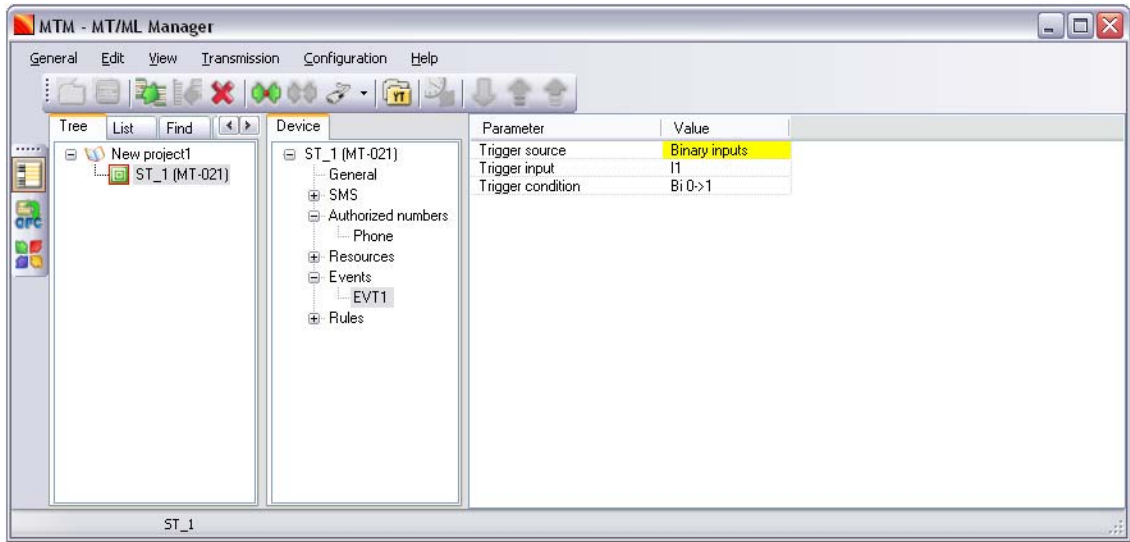 MTM - MT/ML Manager
General Edit View Transmission Configuration Help
YT
Tree List Find
Device
Parameter Value
New project1
ST_1 (MT-021)
ST_1 (MT-021)
General
SMS
Authorized numbers
Phone
Resources
Events
EVT1
Rules
Trigger source Binary inputs
Trigger input I1
Trigger condition Bi 0->1
OPC
ST_1